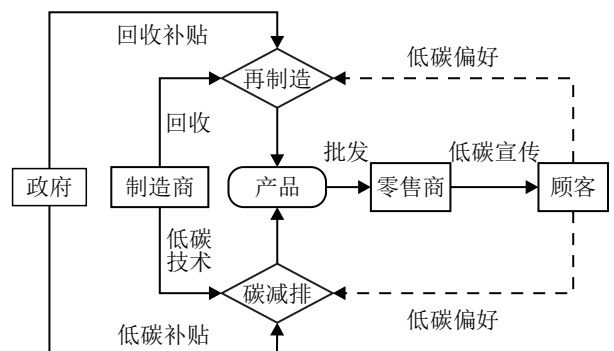 回收补贴
低碳偏好
再制造
回收
批发
低碳宣传
政府
制造商
产品
零售商
顾客
低碳
技术
碳减排
低碳补贴
低碳偏好